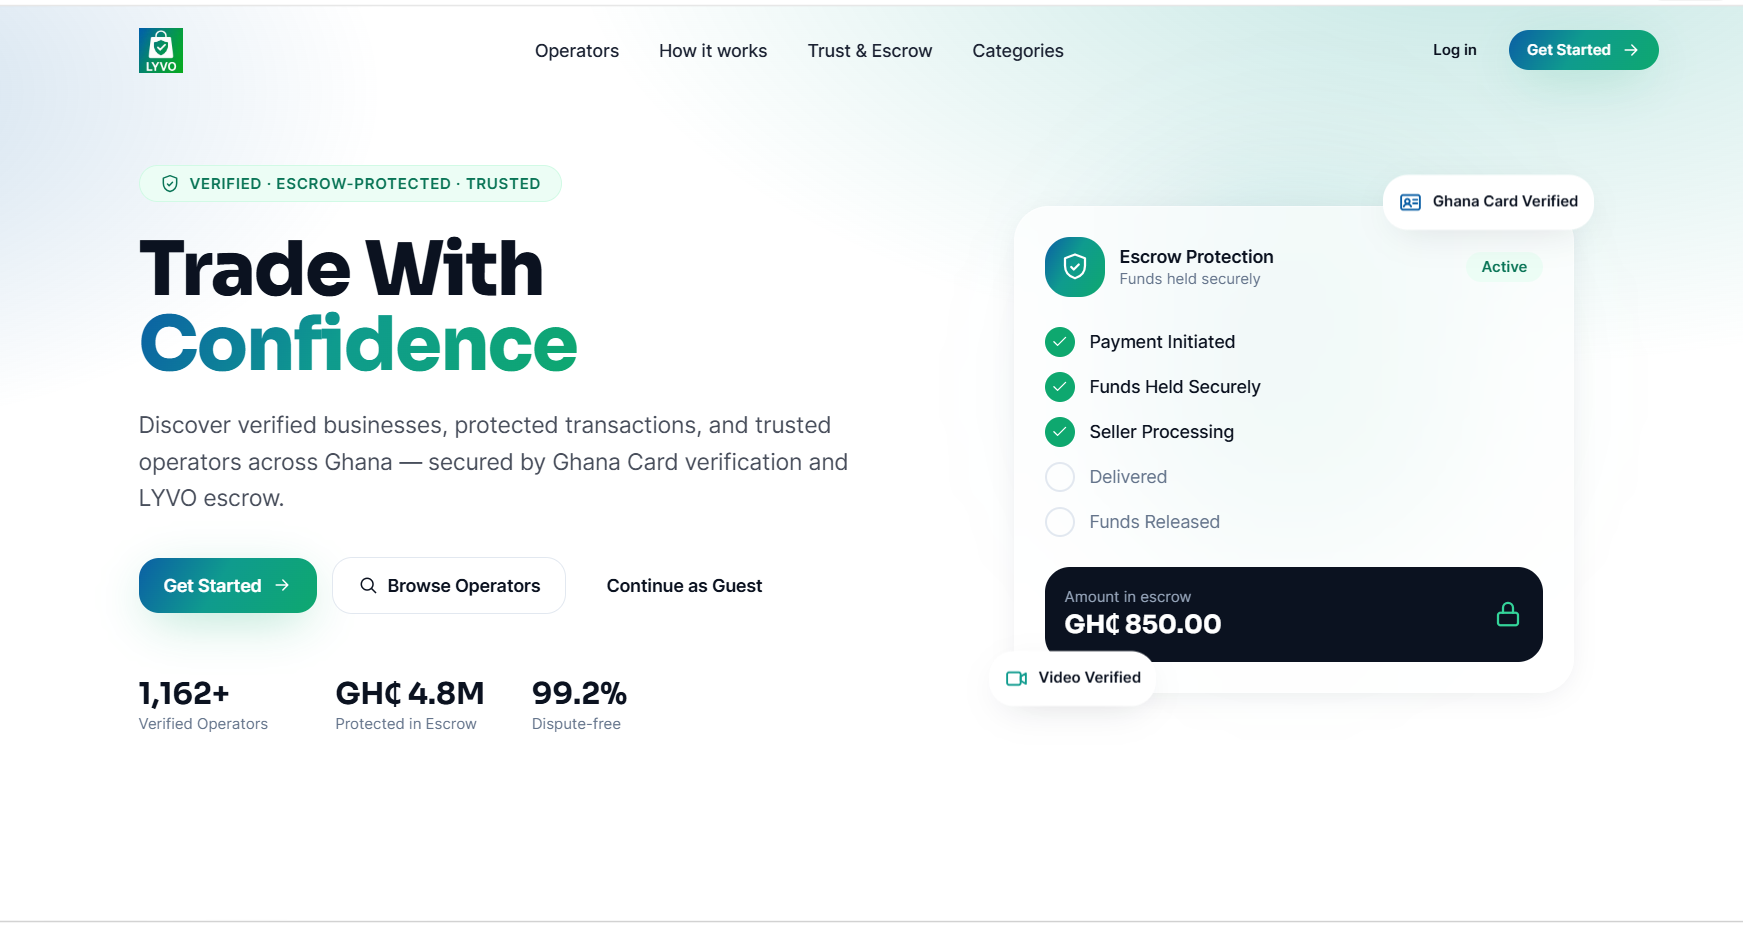 LYVO
Operators
How it works
Trust & Escrow
Categories
Log in
Get Started
VERIFIED · ESCROW-PROTECTED · TRUSTED
Trade With
Confidence
Discover verified businesses, protected transactions, and trusted
operators across Ghana — secured by Ghana Card verification and
LYVO escrow.
Get Started
Browse Operators
Continue as Guest
1,162+
Verified Operators
GH₵ 4.8M
Protected in Escrow
99.2%
Dispute-free
Ghana Card Verified
Escrow Protection
Funds held securely
Active
Payment Initiated
Funds Held Securely
Seller Processing
Delivered
Funds Released
Amount in escrow
GH₵ 850.00
Video Verified